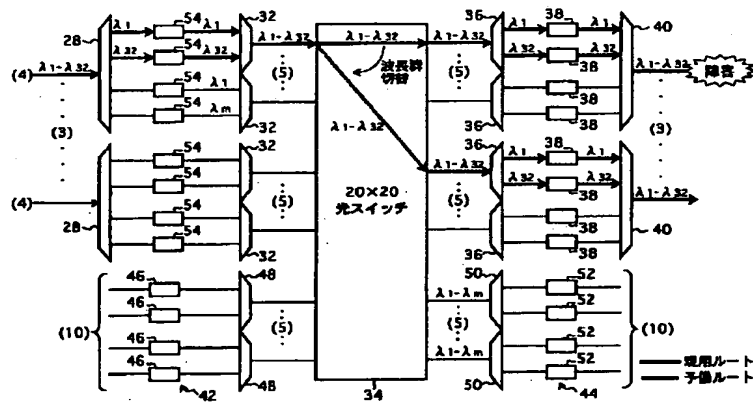 28
λ1
54
λ1
32
λ1-λ32
λ1-λ32
λ1-λ32
36
λ1
38
λ1
40
λ32
54
λ32
波長群
切替
λ32
38
λ32
λ1-λ32
障害
(4)
λ1-λ32
54
λ1
(5)
(5)
38
54
λm
38
(3)
32
λ1-λ32
36
(3)
54
32
λ1-λ32
36
λ1
38
λ1
54
λ32
38
λ32
λ1-λ32
(4)
54
(5)
20×20
光スイッチ
(5)
38
28
54
38
40
32
36
46
48
50
52
λ1-λm
46
52
(10)
(5)
(5)
(10)
46
52
λ1-λm
46
52
現用ルート
42
48
34
50
44
予備ルート